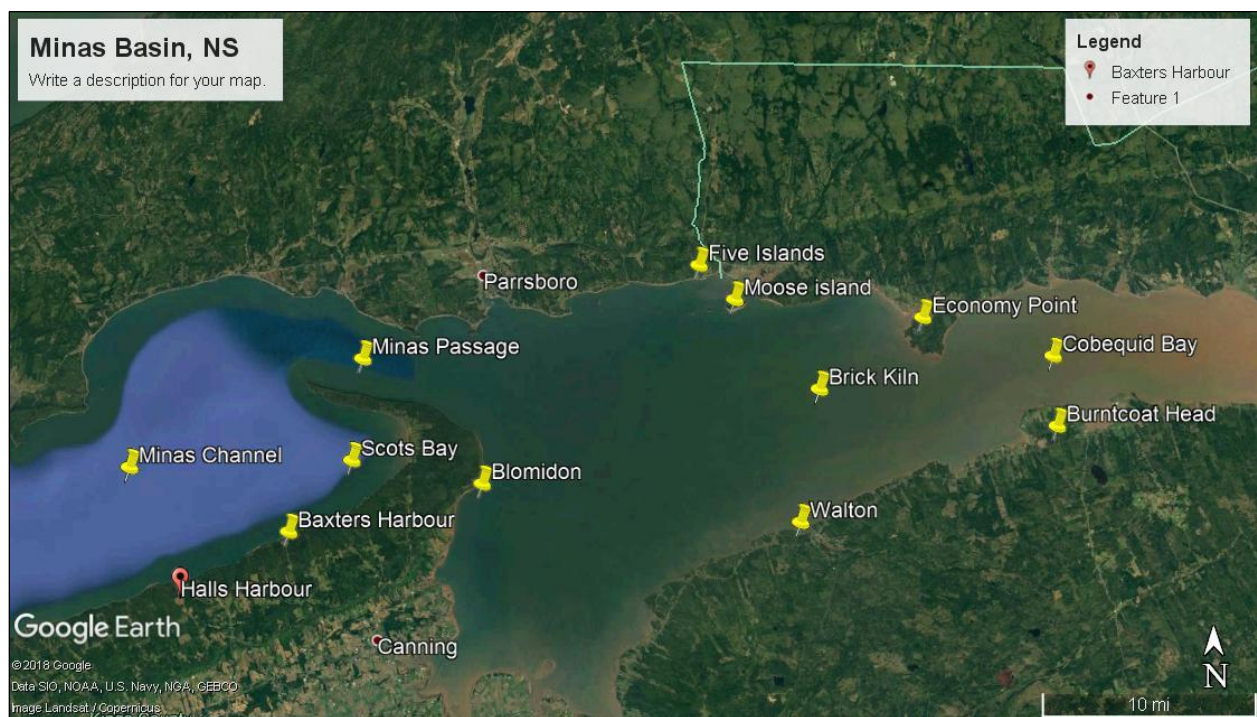 Minas Basin, NS
Write a description for your map.
Legend
Baxters Harbour
Feature 1
Five Islands
Parrsboro
Moose island
Economy Point
Minas Passage
Cobequid Bay
Brick Kiln
Burntcoat Head
Minas Channel
Scots Bay
Blomidon
Baxters Harbour
Walton
Halls Harbour
Google Earth
Canning
© 2018 Google
Data SIO, NOAA, U.S. Navy, NGA, GEBCO
Image Landsat / Copernicus
N
10 mi